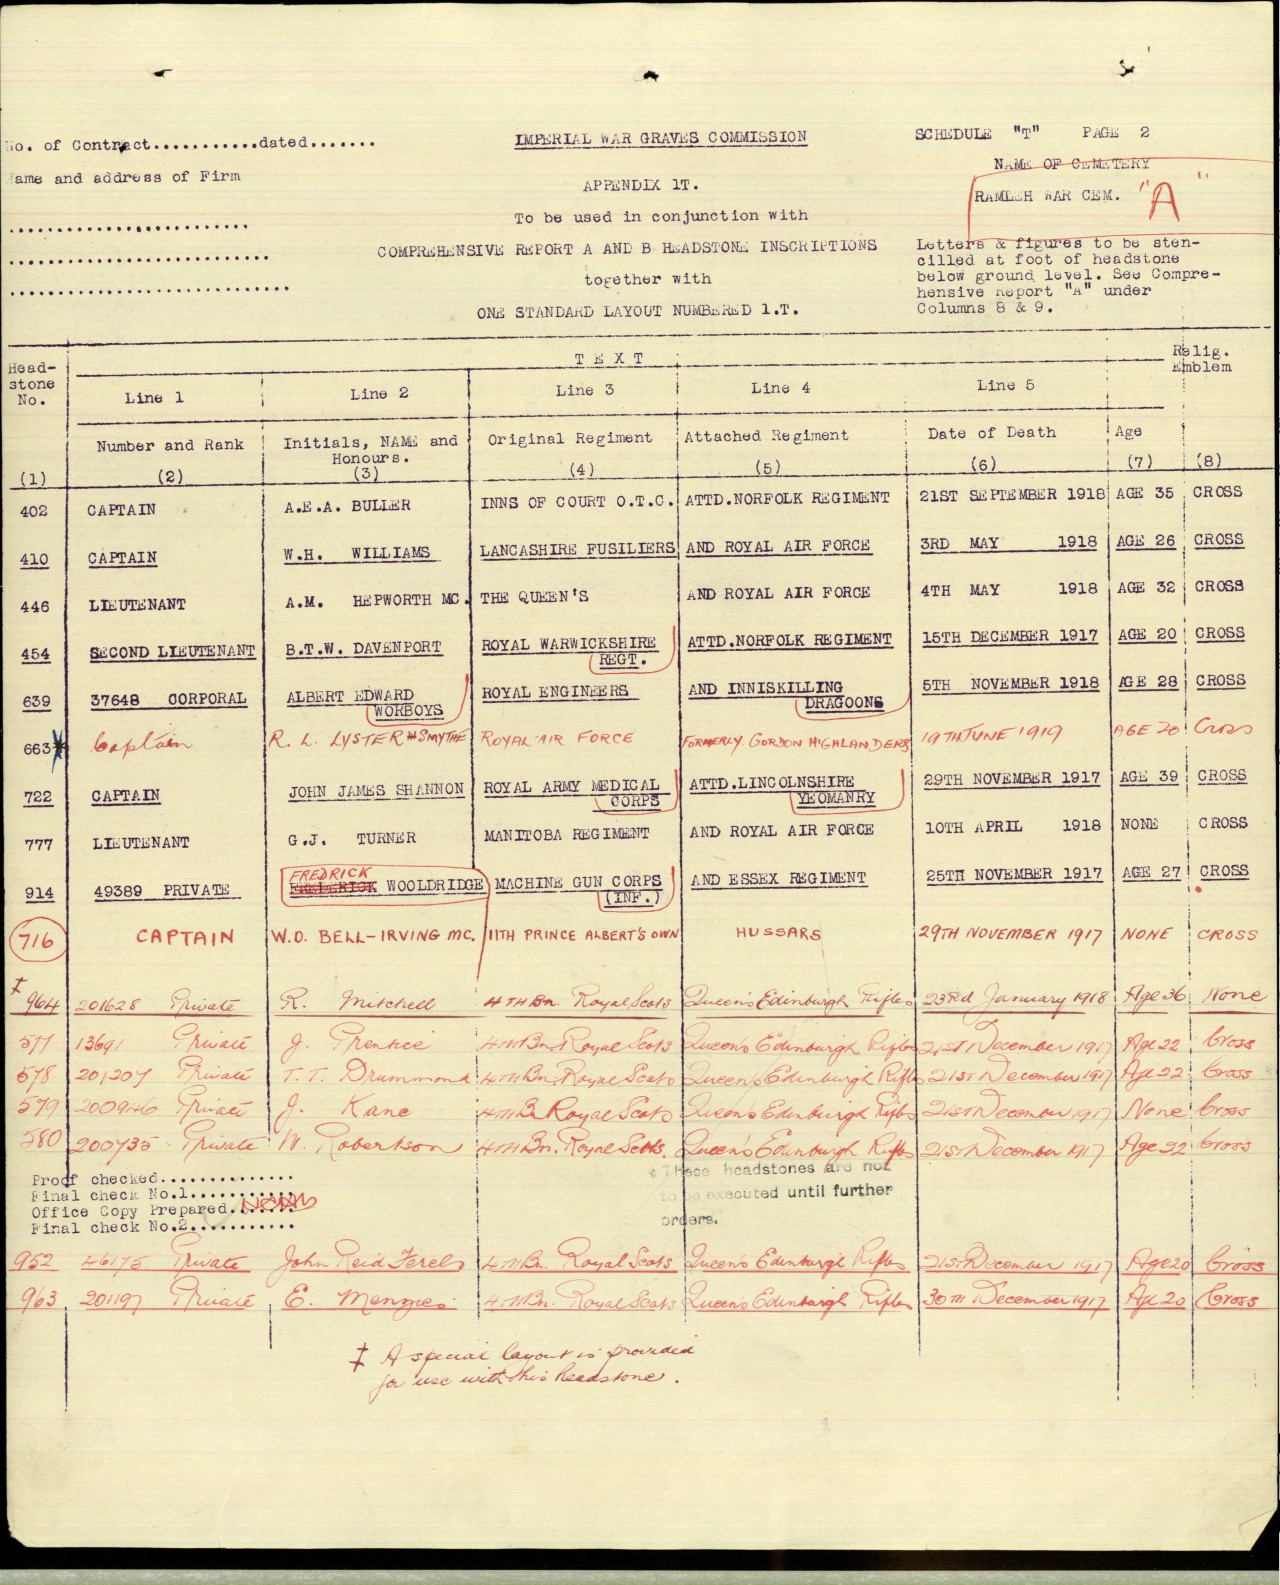 No. of Contract...........dated.......
Name and address of Firm
IMPERIAL WAR GRAVES COMMISSION
APPENDIX 1T.
To be used in conjunction with
COMPREHENSIVE REPORT A AND B HEADSTONE INSCRIPTIONS
together with
ONE STANDARD LAYOUT NUMBERED 1.T.
SCHEDULE "T" PAGE 2
NAME OF CEMETERY
RAMLEH WAR CEM. "A"
Letters & figures to be sten-
cilled at foot of headstone
below ground level. See Compre-
hensive Report "A" under
Columns 8 & 9.
Head-
stone
No.
TEXT
Relig.
Emblem
Line 1 Line 2 Line 3 Line 4 Line 5
Number and Rank Initials, NAME and Honours. Original Regiment Attached Regiment Date of Death Age
(1) (2) (3) (4) (5) (6) (7) (8)
402 CAPTAIN A.E.A. BULLER INNS OF COURT O.T.C. ATTD.NORFOLK REGIMENT 21ST SEPTEMBER 1918 AGE 35 CROSS
410 CAPTAIN W.H. WILLIAMS LANCASHIRE FUSILIERS AND ROYAL AIR FORCE 3RD MAY 1918 AGE 26 CROSS
446 LIEUTENANT A.M. HEPWORTH MC. THE QUEEN'S AND ROYAL AIR FORCE 4TH MAY 1918 AGE 32 CROSS
454 SECOND LIEUTENANT B.T.W. DAVENPORT ROYAL WARWICKSHIRE REGT. ATTD.NORFOLK REGIMENT 15TH DECEMBER 1917 AGE 20 CROSS
639 37648 CORPORAL ALBERT EDWARD WORBOYS ROYAL ENGINEERS AND INNISKILLING DRAGOONS 5TH NOVEMBER 1918 AGE 28 CROSS
663 Captain R. L. LYSTER-SMYTHE ROYAL AIR FORCE FORMERLY GORDON HIGHLANDERS 19TH JUNE 1919 AGE 20 Cross
722 CAPTAIN JOHN JAMES SHANNON ROYAL ARMY MEDICAL CORPS ATTD.LINCOLNSHIRE YEOMANRY 29TH NOVEMBER 1917 AGE 39 CROSS
777 LIEUTENANT G.J. TURNER MANITOBA REGIMENT AND ROYAL AIR FORCE 10TH APRIL 1918 NONE CROSS
914 49389 PRIVATE FREDRICK FREDERICK WOOLDRIDGE MACHINE GUN CORPS (INF.) AND ESSEX REGIMENT 25TH NOVEMBER 1917 AGE 27 CROSS
716 CAPTAIN W.O. BELL-IRVING MC. 11TH PRINCE ALBERT'S OWN HUSSARS 29TH NOVEMBER 1917 NONE CROSS
‡ 964 201628 Private R. Mitchell 4TH Bn. Royal Scots Queen's Edinburgh Rifles 23rd January 1918 Age 36 None
577 13691 Private J. Prentice 4TH Bn. Royal Scots Queen's Edinburgh Rifles 21ST December 1917 Age 22 Cross
578 201207 Private T. T. Drummond 4TH Bn. Royal Scots Queen's Edinburgh Rifles 21ST December 1917 Age 22 Cross
579 200946 Private J. Kane 4TH Bn Royal Scots Queen's Edinburgh Rifles 21st December 1917 None Cross
580 200735 Private W. Robertson 4TH Bn. Royal Scots. Queen's Edinburgh Rifles 21ST December 1917 Age 22 Cross
These headstones are not
to be executed until further
orders.
Proof checked..............
Final check No.1...........
Office Copy Prepared.......
Final check No.2...........
952 46175 Private John Reid 4TH Bn. Royal Scots Queen's Edinburgh Rifles 21ST December 1917 Age 20 Cross
963 201197 Private E. Menzies 4TH Bn. Royal Scots Queen's Edinburgh Rifles 30TH December 1917 Age 20 Cross
‡ A special layout is provided
for use with this headstone.